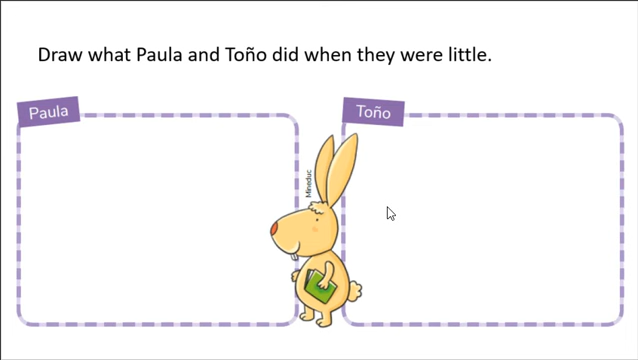 Draw what Paula and Toño did when they were little.
Paula
Toño
Mineduc